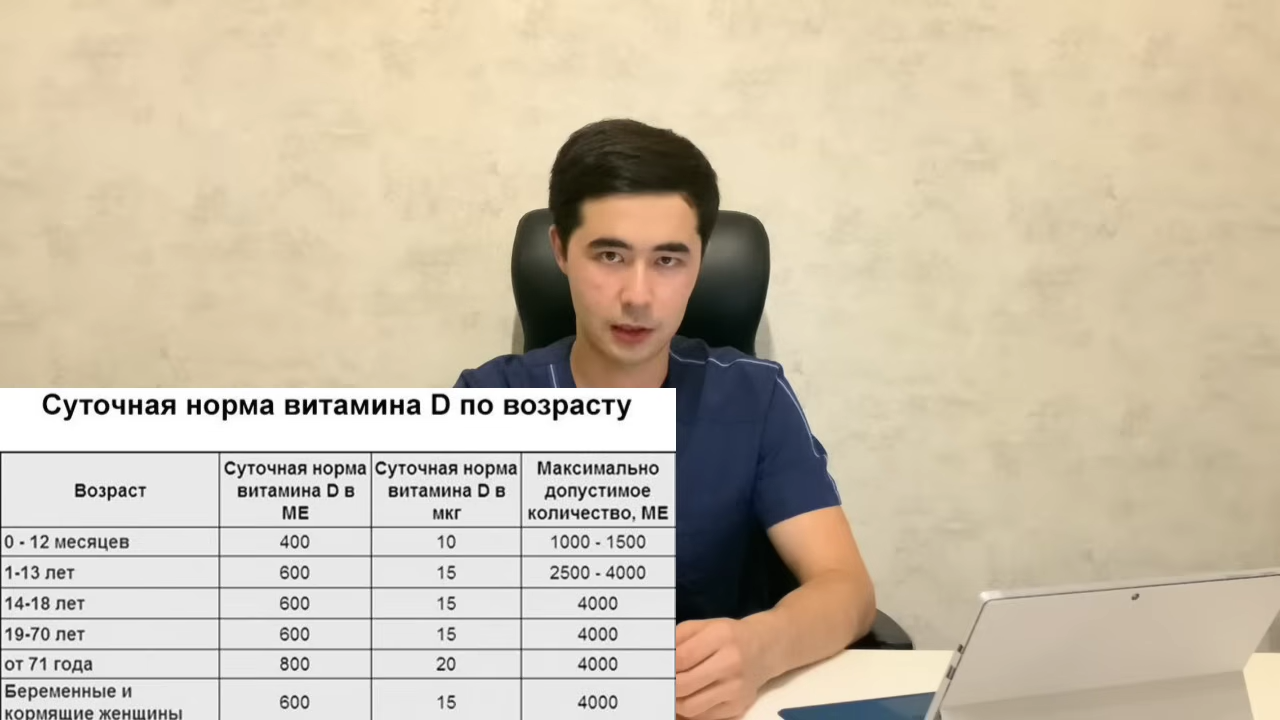 Суточная норма витамина D по возрасту
Возраст
Суточная норма
витамина D в
МЕ
Суточная норма
витамина D в
мкг
Максимально
допустимое
количество, МЕ
0 - 12 месяцев 400 10 1000 - 1500
1-13 лет 600 15 2500 - 4000
14-18 лет 600 15 4000
19-70 лет 600 15 4000
от 71 года 800 20 4000
Беременные и
кормящие женщины 600 15 4000